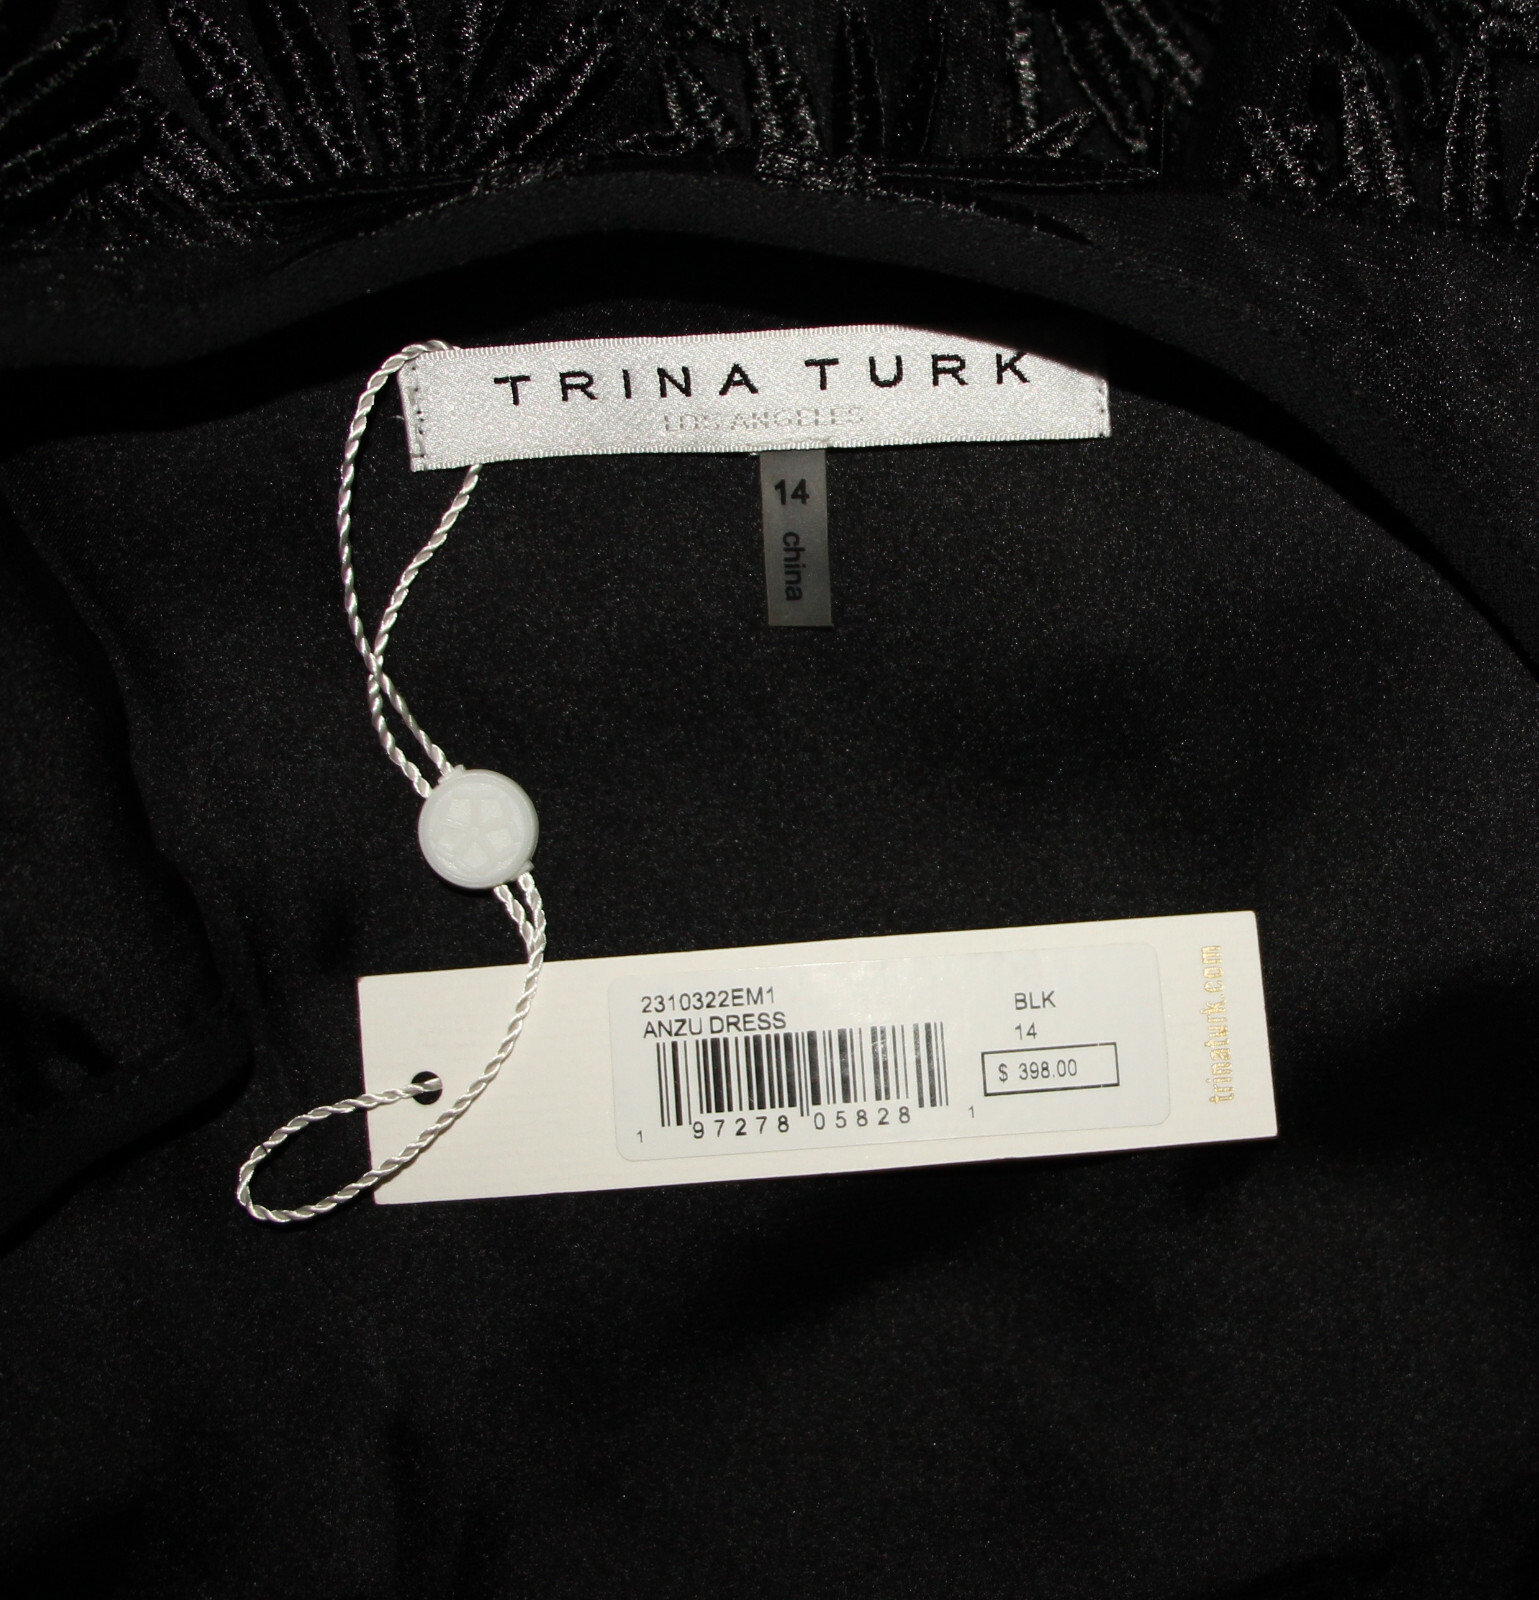 TRINA TURK
LOS ANGELES
14
china
2310322EM1
ANZU DRESS
BLK
14
$ 398.00
1 97278 05828 1
trinaturk.com